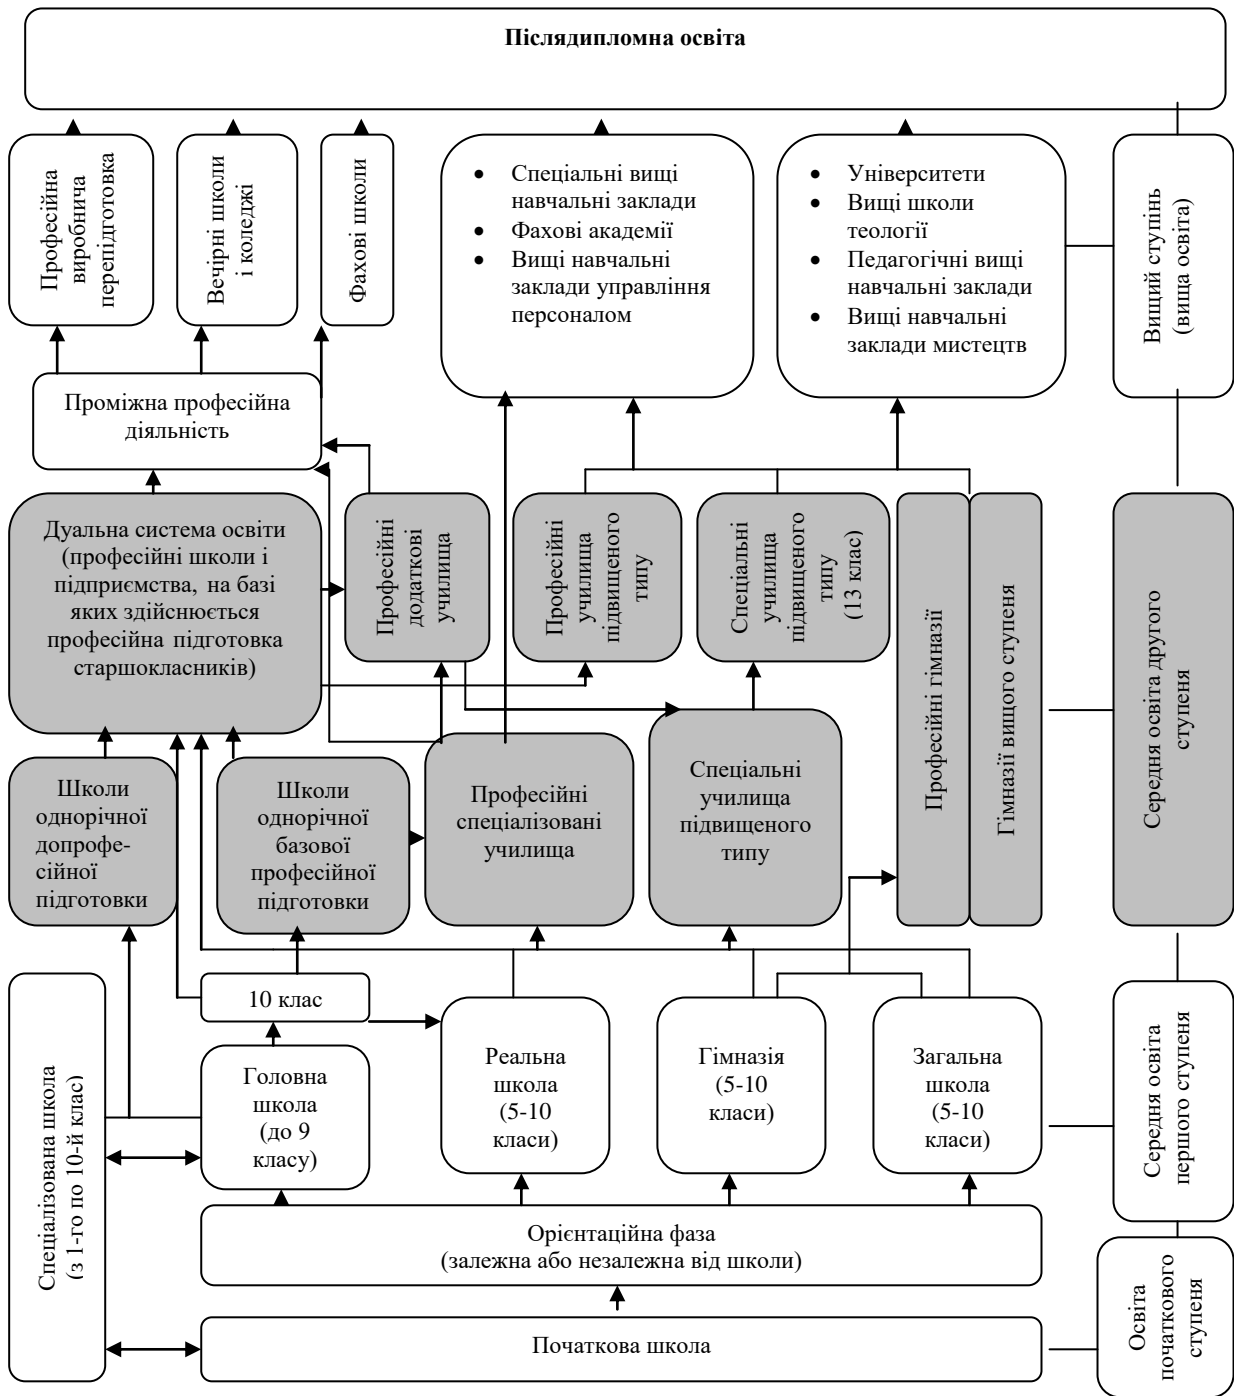 Післядипломна освіта
Професійна
виробнича
перепідготовка
Вечірні школи
і коледжі
Фахові школи
• Спеціальні вищі
навчальні заклади
• Фахові академії
• Вищі навчальні
заклади управління
персоналом
• Університети
• Вищі школи
теології
• Педагогічні вищі
навчальні заклади
• Вищі навчальні
заклади мистецтв
Вищий ступінь
(вища освіта)
Проміжна професійна
діяльність
Дуальна система освіти
(професійні школи і
підприємства, на базі
яких здійснюється
професійна підготовка
старшокласників)
Професійні
додаткові
училища
Професійні
училища
підвищеного
типу
Спеціальні
училища
підвищеного
типу
(13 клас)
Професійні гімназії
Гімназії вищого ступеня
Середня освіта другого
ступеня
Школи
однорічної
допрофе-
сійної
підготовки
Школи
однорічної
базової
професійної
підготовки
Професійні
спеціалізовані
училища
Спеціальні
училища
підвищеного
типу
Спеціалізована школа
(з 1-го по 10-й клас)
10 клас
Головна
школа
(до 9
класу)
Реальна
школа
(5-10
класи)
Гімназія
(5-10
класи)
Загальна
школа
(5-10
класи)
Середня освіта
першого ступеня
Орієнтаційна фаза
(залежна або незалежна від школи)
Початкова школа
Освіта
початкового
ступеня